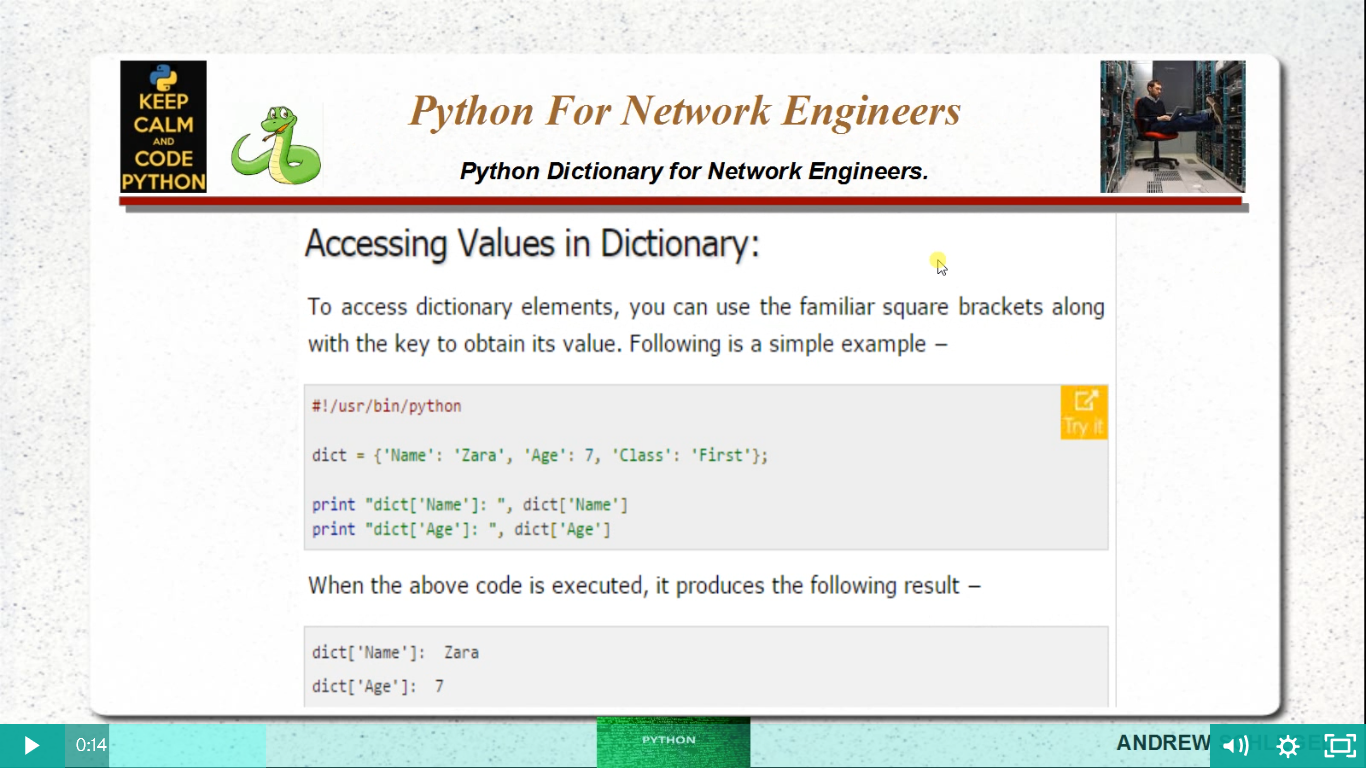 KEEP
CALM
AND
CODE
PYTHON
Python For Network Engineers
Python Dictionary for Network Engineers.
Accessing Values in Dictionary:
To access dictionary elements, you can use the familiar square brackets along
with the key to obtain its value. Following is a simple example –
#!/usr/bin/python
Try it
dict = {'Name': 'Zara', 'Age': 7, 'Class': 'First'};
print "dict['Name']: ", dict['Name']
print "dict['Age']: ", dict['Age']
When the above code is executed, it produces the following result –
dict['Name']:  Zara
dict['Age']:  7
0:14
PYTHON
ANDREW